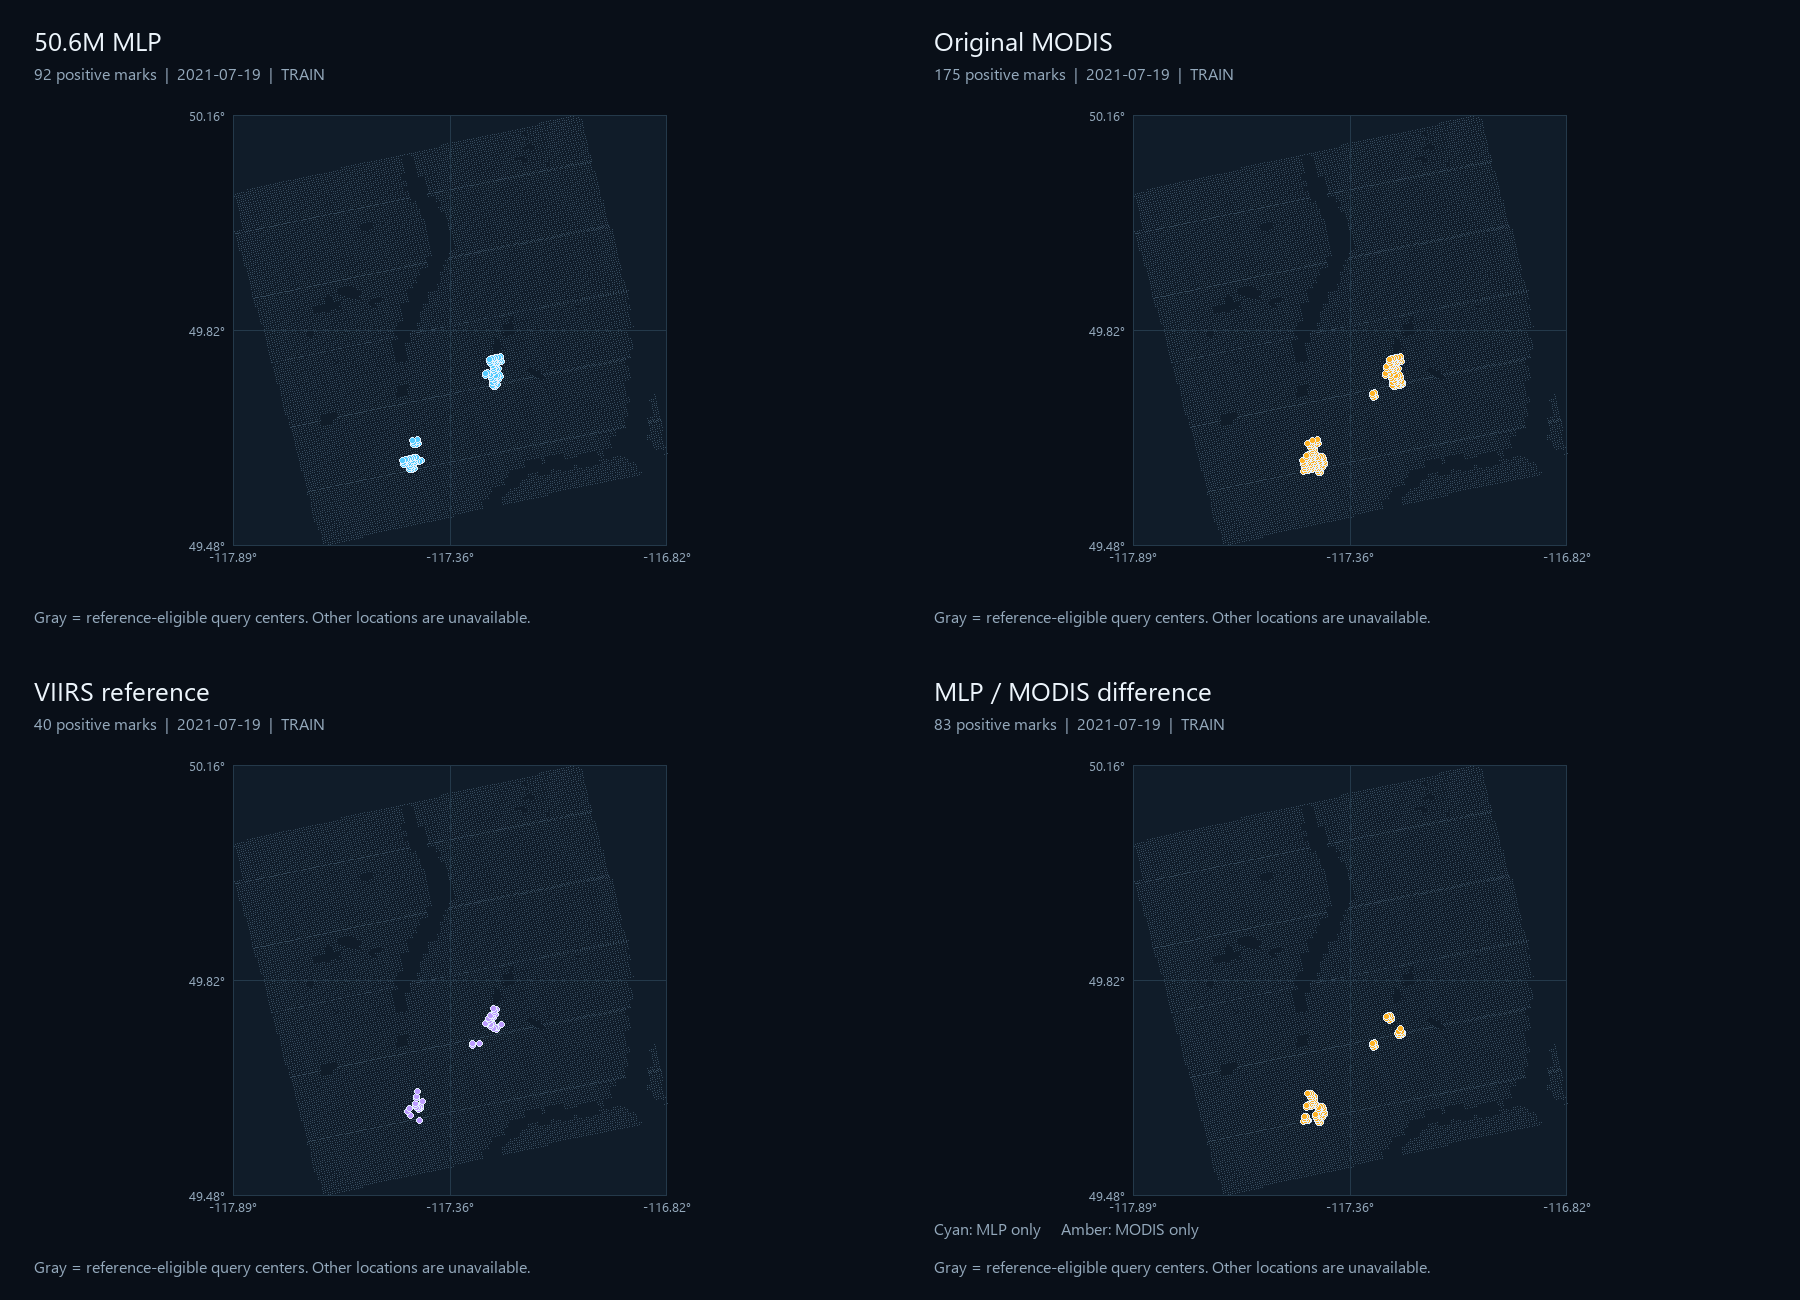 50.6M MLP
92 positive marks | 2021-07-19 | TRAIN
50.16°
49.82°
49.48°
-117.89°
-117.36°
-116.82°
Gray = reference-eligible query centers. Other locations are unavailable.
Original MODIS
175 positive marks | 2021-07-19 | TRAIN
50.16°
49.82°
49.48°
-117.89°
-117.36°
-116.82°
Gray = reference-eligible query centers. Other locations are unavailable.
VIIRS reference
40 positive marks | 2021-07-19 | TRAIN
50.16°
49.82°
49.48°
-117.89°
-117.36°
-116.82°
Gray = reference-eligible query centers. Other locations are unavailable.
MLP / MODIS difference
83 positive marks | 2021-07-19 | TRAIN
50.16°
49.82°
49.48°
-117.89°
-117.36°
-116.82°
Cyan: MLP only Amber: MODIS only
Gray = reference-eligible query centers. Other locations are unavailable.